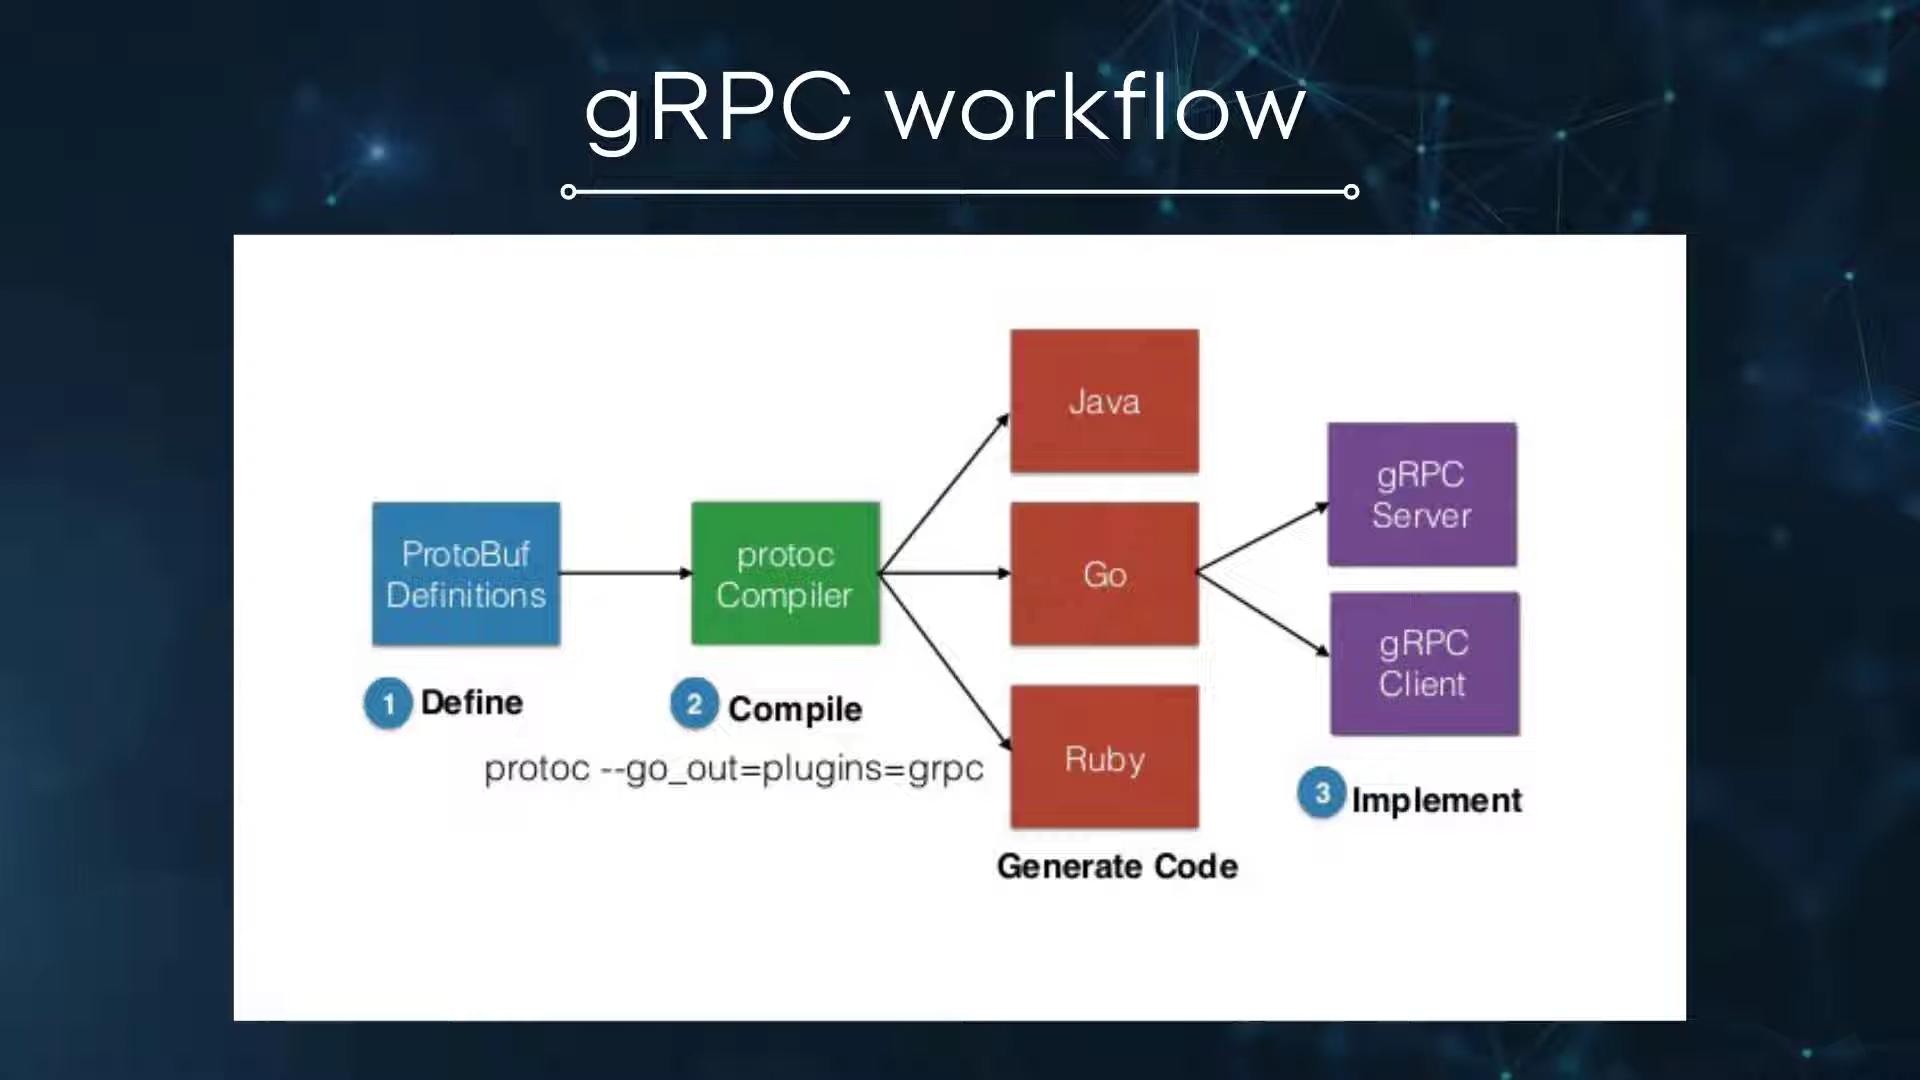 gRPC workflow
ProtoBuf
Definitions
1 Define
protoc
Compiler
2 Compile
protoc --go_out=plugins=grpc
Java
Go
Ruby
Generate Code
gRPC
Server
gRPC
Client
3 Implement